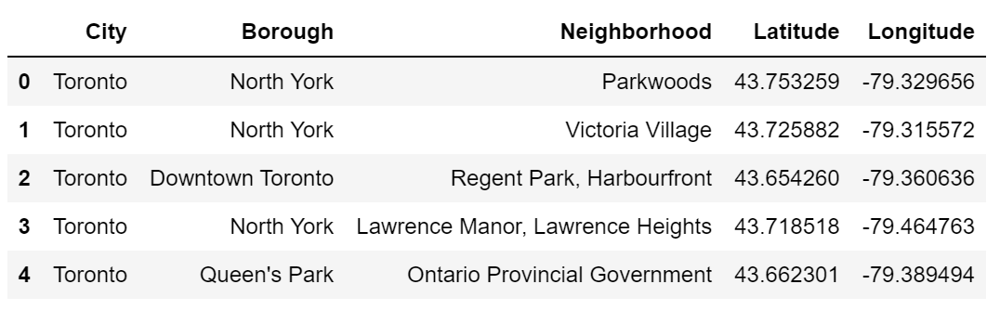 City Borough Neighborhood Latitude Longitude
0 Toronto North York Parkwoods 43.753259 -79.329656
1 Toronto North York Victoria Village 43.725882 -79.315572
2 Toronto Downtown Toronto Regent Park, Harbourfront 43.654260 -79.360636
3 Toronto North York Lawrence Manor, Lawrence Heights 43.718518 -79.464763
4 Toronto Queen's Park Ontario Provincial Government 43.662301 -79.389494